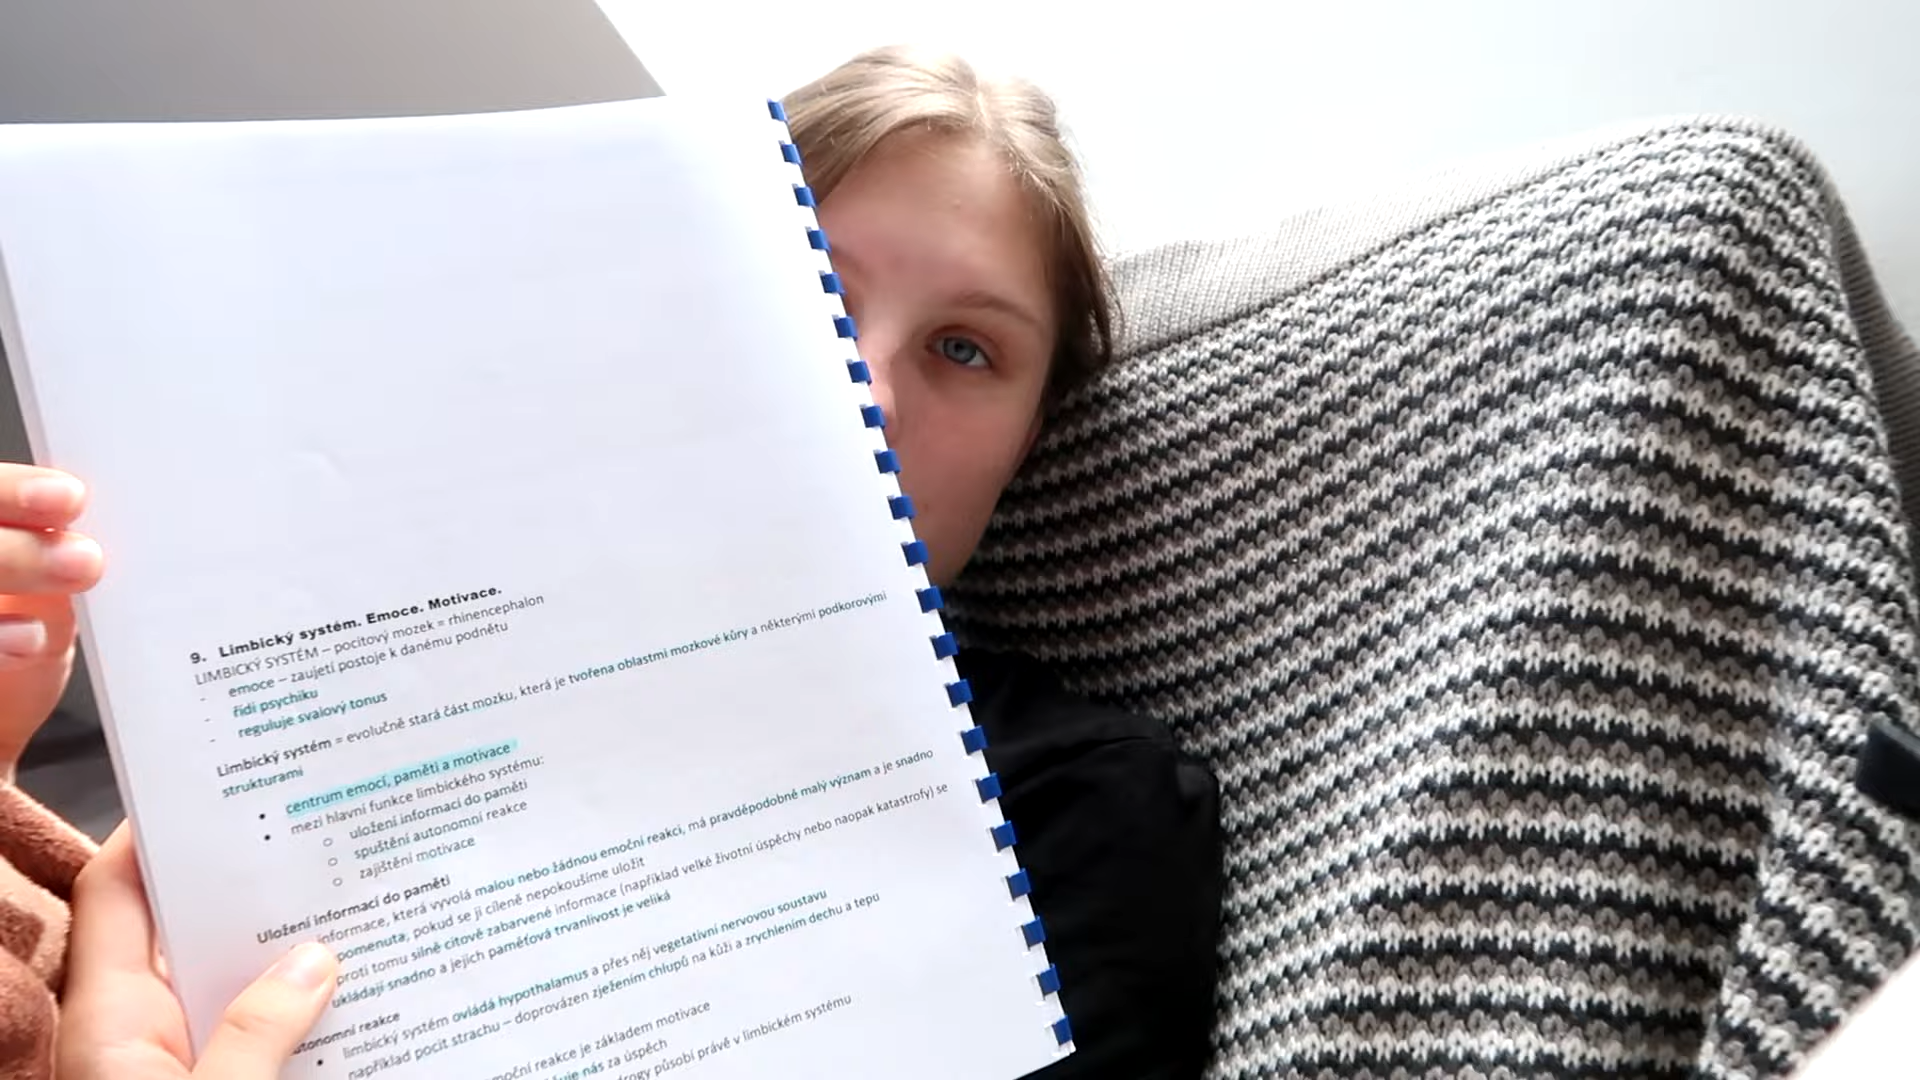 9. Limbický systém. Emoce. Motivace.
LIMBICKÝ SYSTÉM – pocitový mozek = rhinencephalon
- emoce – zaujetí postoje k danému podnětu
- řídí psychiku
- reguluje svalový tonus
Limbický systém = evolučně stará část mozku, která je tvořena oblastmi mozkové kůry a některými podkorovými
strukturami
• centrum emocí, paměti a motivace
• mezi hlavní funkce limbického systému:
o uložení informací do paměti
o spuštění autonomní reakce
o zajištění motivace
Uložení informací do paměti
informace, která vyvolá malou nebo žádnou emoční reakci, má pravděpodobně malý význam a je snadno
pomenuta, pokud se ji cíleně nepokoušíme uložit
proti tomu silně citově zabarvené informace (například velké životní úspěchy nebo naopak katastrofy) se
ukládají snadno a jejich paměťová trvanlivost je veliká
utonomní reakce
• limbický systém ovládá hypothalamus a přes něj vegetativní nervovou soustavu
například pocit strachu – doprovázen zježením chlupů na kůži a zrychlením dechu a tepu
moční reakce je základem motivace
uje nás za úspěch
drogy působí právě v limbickém systému